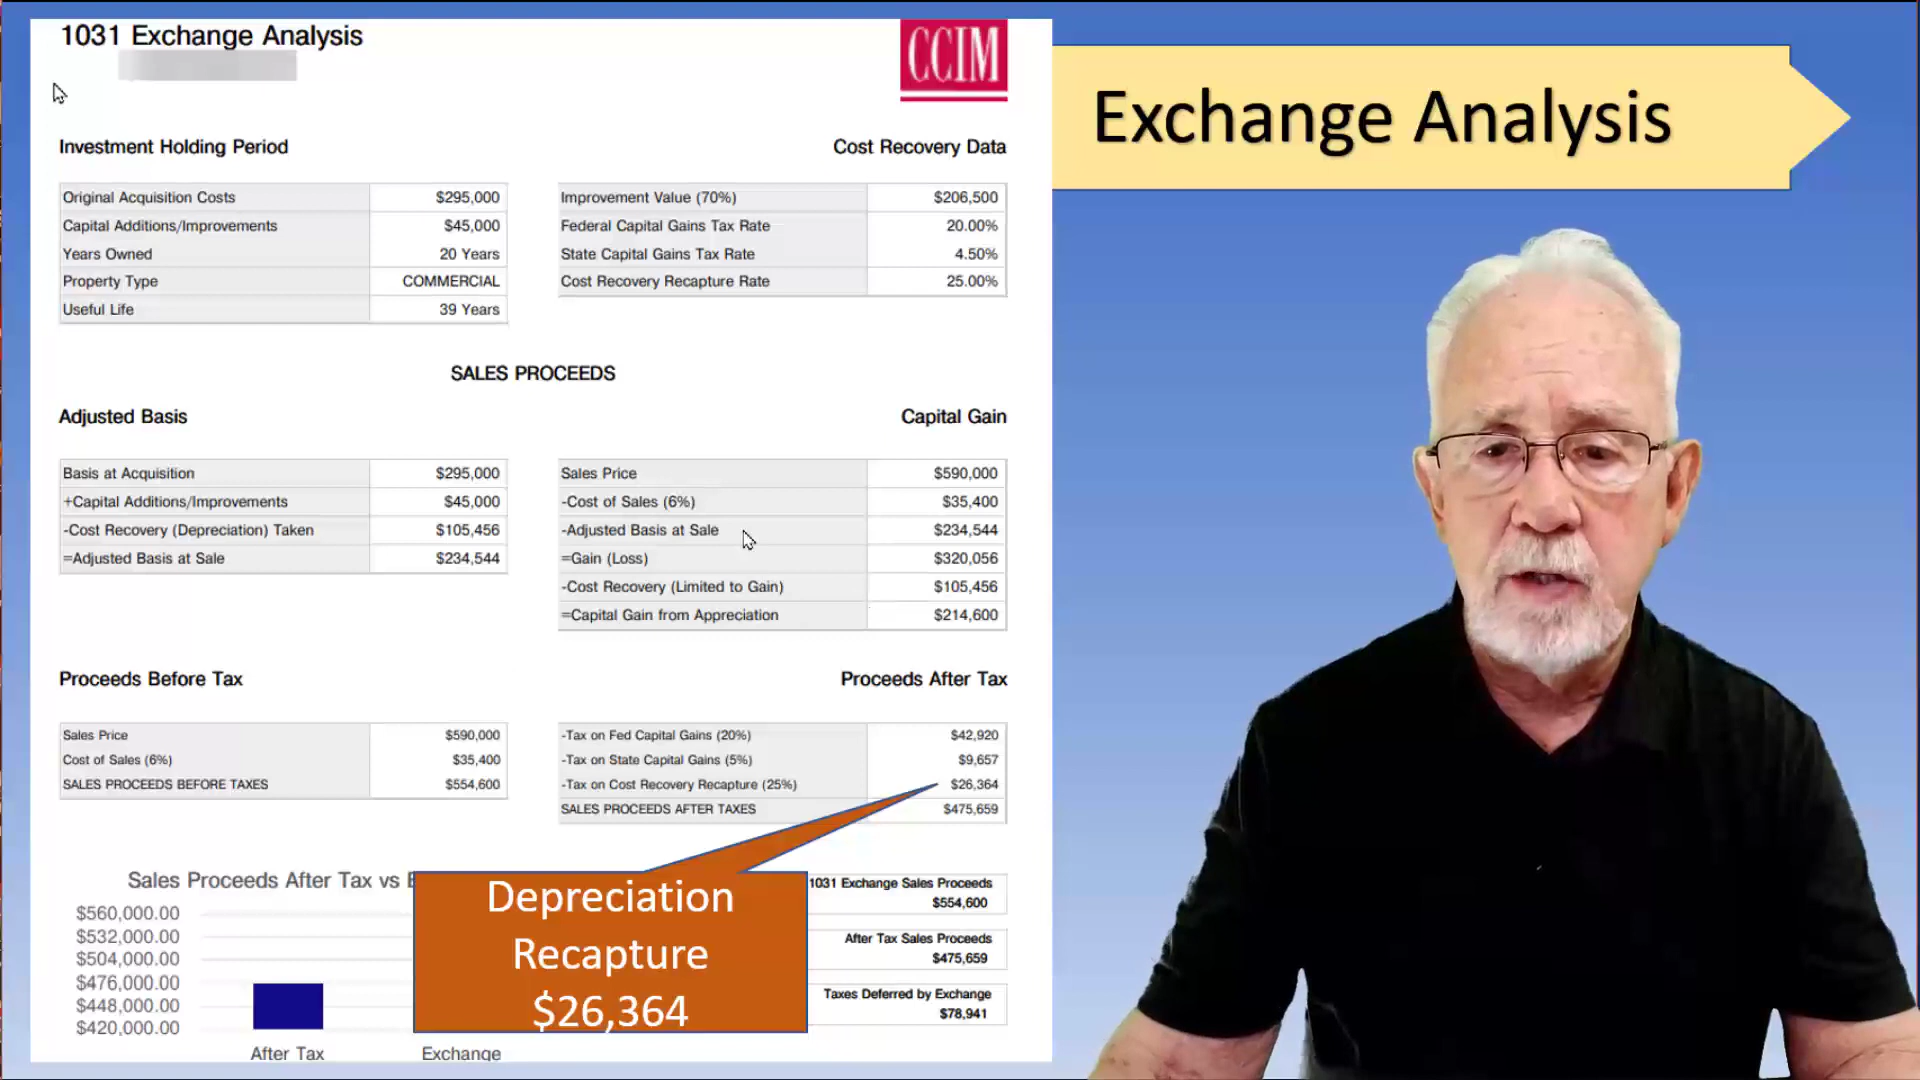 1031 Exchange Analysis
CCIM
Exchange Analysis
Investment Holding Period
Cost Recovery Data
Original Acquisition Costs $295,000
Capital Additions/Improvements $45,000
Years Owned 20 Years
Property Type COMMERCIAL
Useful Life 39 Years
Improvement Value (70%) $206,500
Federal Capital Gains Tax Rate 20.00%
State Capital Gains Tax Rate 4.50%
Cost Recovery Recapture Rate 25.00%
SALES PROCEEDS
Adjusted Basis
Capital Gain
Basis at Acquisition $295,000
+Capital Additions/Improvements $45,000
-Cost Recovery (Depreciation) Taken $105,456
=Adjusted Basis at Sale $234,544
Sales Price $590,000
-Cost of Sales (6%) $35,400
-Adjusted Basis at Sale $234,544
=Gain (Loss) $320,056
-Cost Recovery (Limited to Gain) $105,456
=Capital Gain from Appreciation $214,600
Proceeds Before Tax
Proceeds After Tax
Sales Price $590,000
Cost of Sales (6%) $35,400
SALES PROCEEDS BEFORE TAXES $554,600
-Tax on Fed Capital Gains (20%) $42,920
-Tax on State Capital Gains (5%) $9,657
-Tax on Cost Recovery Recapture (25%) $26,364
SALES PROCEEDS AFTER TAXES $475,659
Sales Proceeds After Tax vs
$560,000.00
$532,000.00
$504,000.00
$476,000.00
$448,000.00
$420,000.00
After Tax Exchange
Depreciation
Recapture
$26,364
1031 Exchange Sales Proceeds
$554,600
After Tax Sales Proceeds
$475,659
Taxes Deferred by Exchange
$78,941